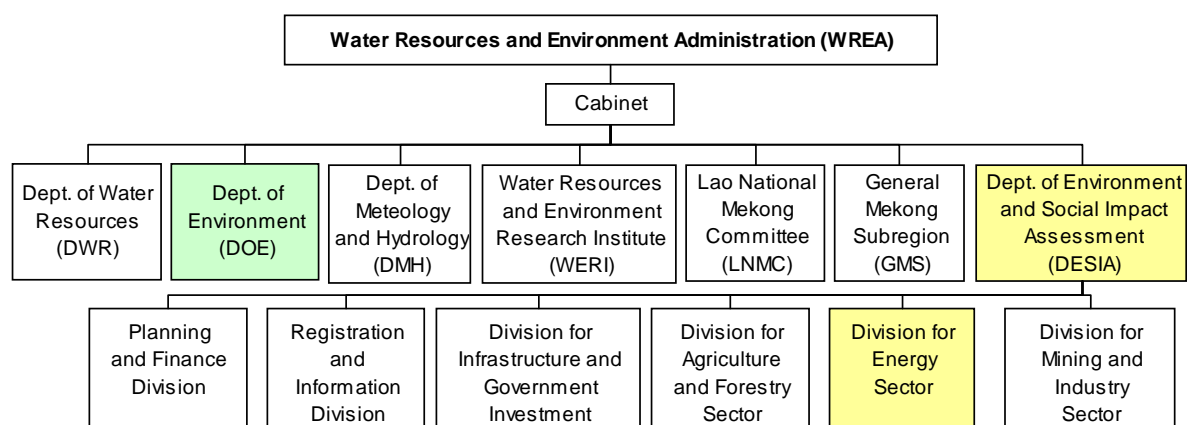 Water Resources and Environment Administration (WREA)
Cabinet
Dept. of Water
Resources
(DWR)
Dept. of
Environment
(DOE)
Dept. of
Meteology
and Hydrology
(DMH)
Water Resources
and Environment
Research Institute
(WERI)
Lao National
Mekong
Committee
(LNMC)
General
Mekong
Subregion
(GMS)
Dept. of Environment
and Social Impact
Assessment
(DESIA)
Planning
and Finance
Division
Registration
and
Information
Division
Division for
Infrastructure and
Government
Investment
Division for
Agriculture
and Forestry
Sector
Division for
Energy
Sector
Division for
Mining and
Industry
Sector